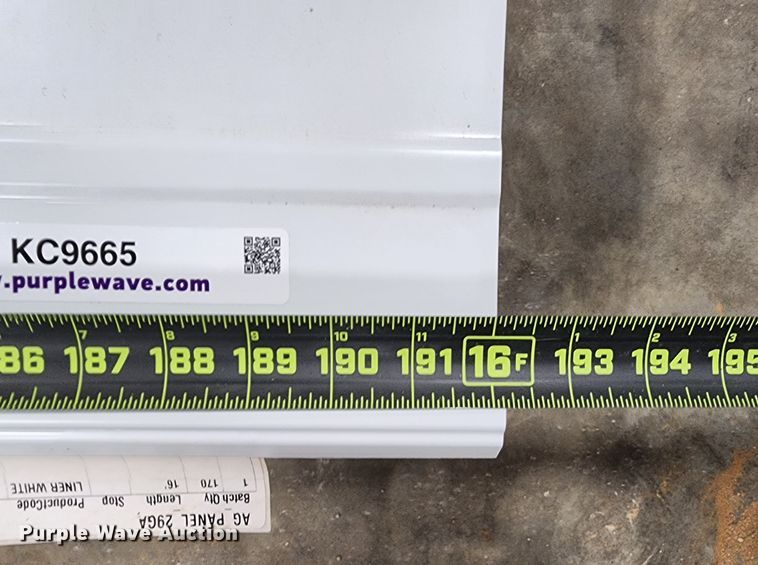 KC9665
.purplewave.com
7 8 9 10 11 1 2 3
86 187 188 189 190 191 16F 193 194 195
AG PANEL 29GA
Batch Qty Length Stop ProductCode
1 170 16' LINER WHITE
Purple Wave Auction